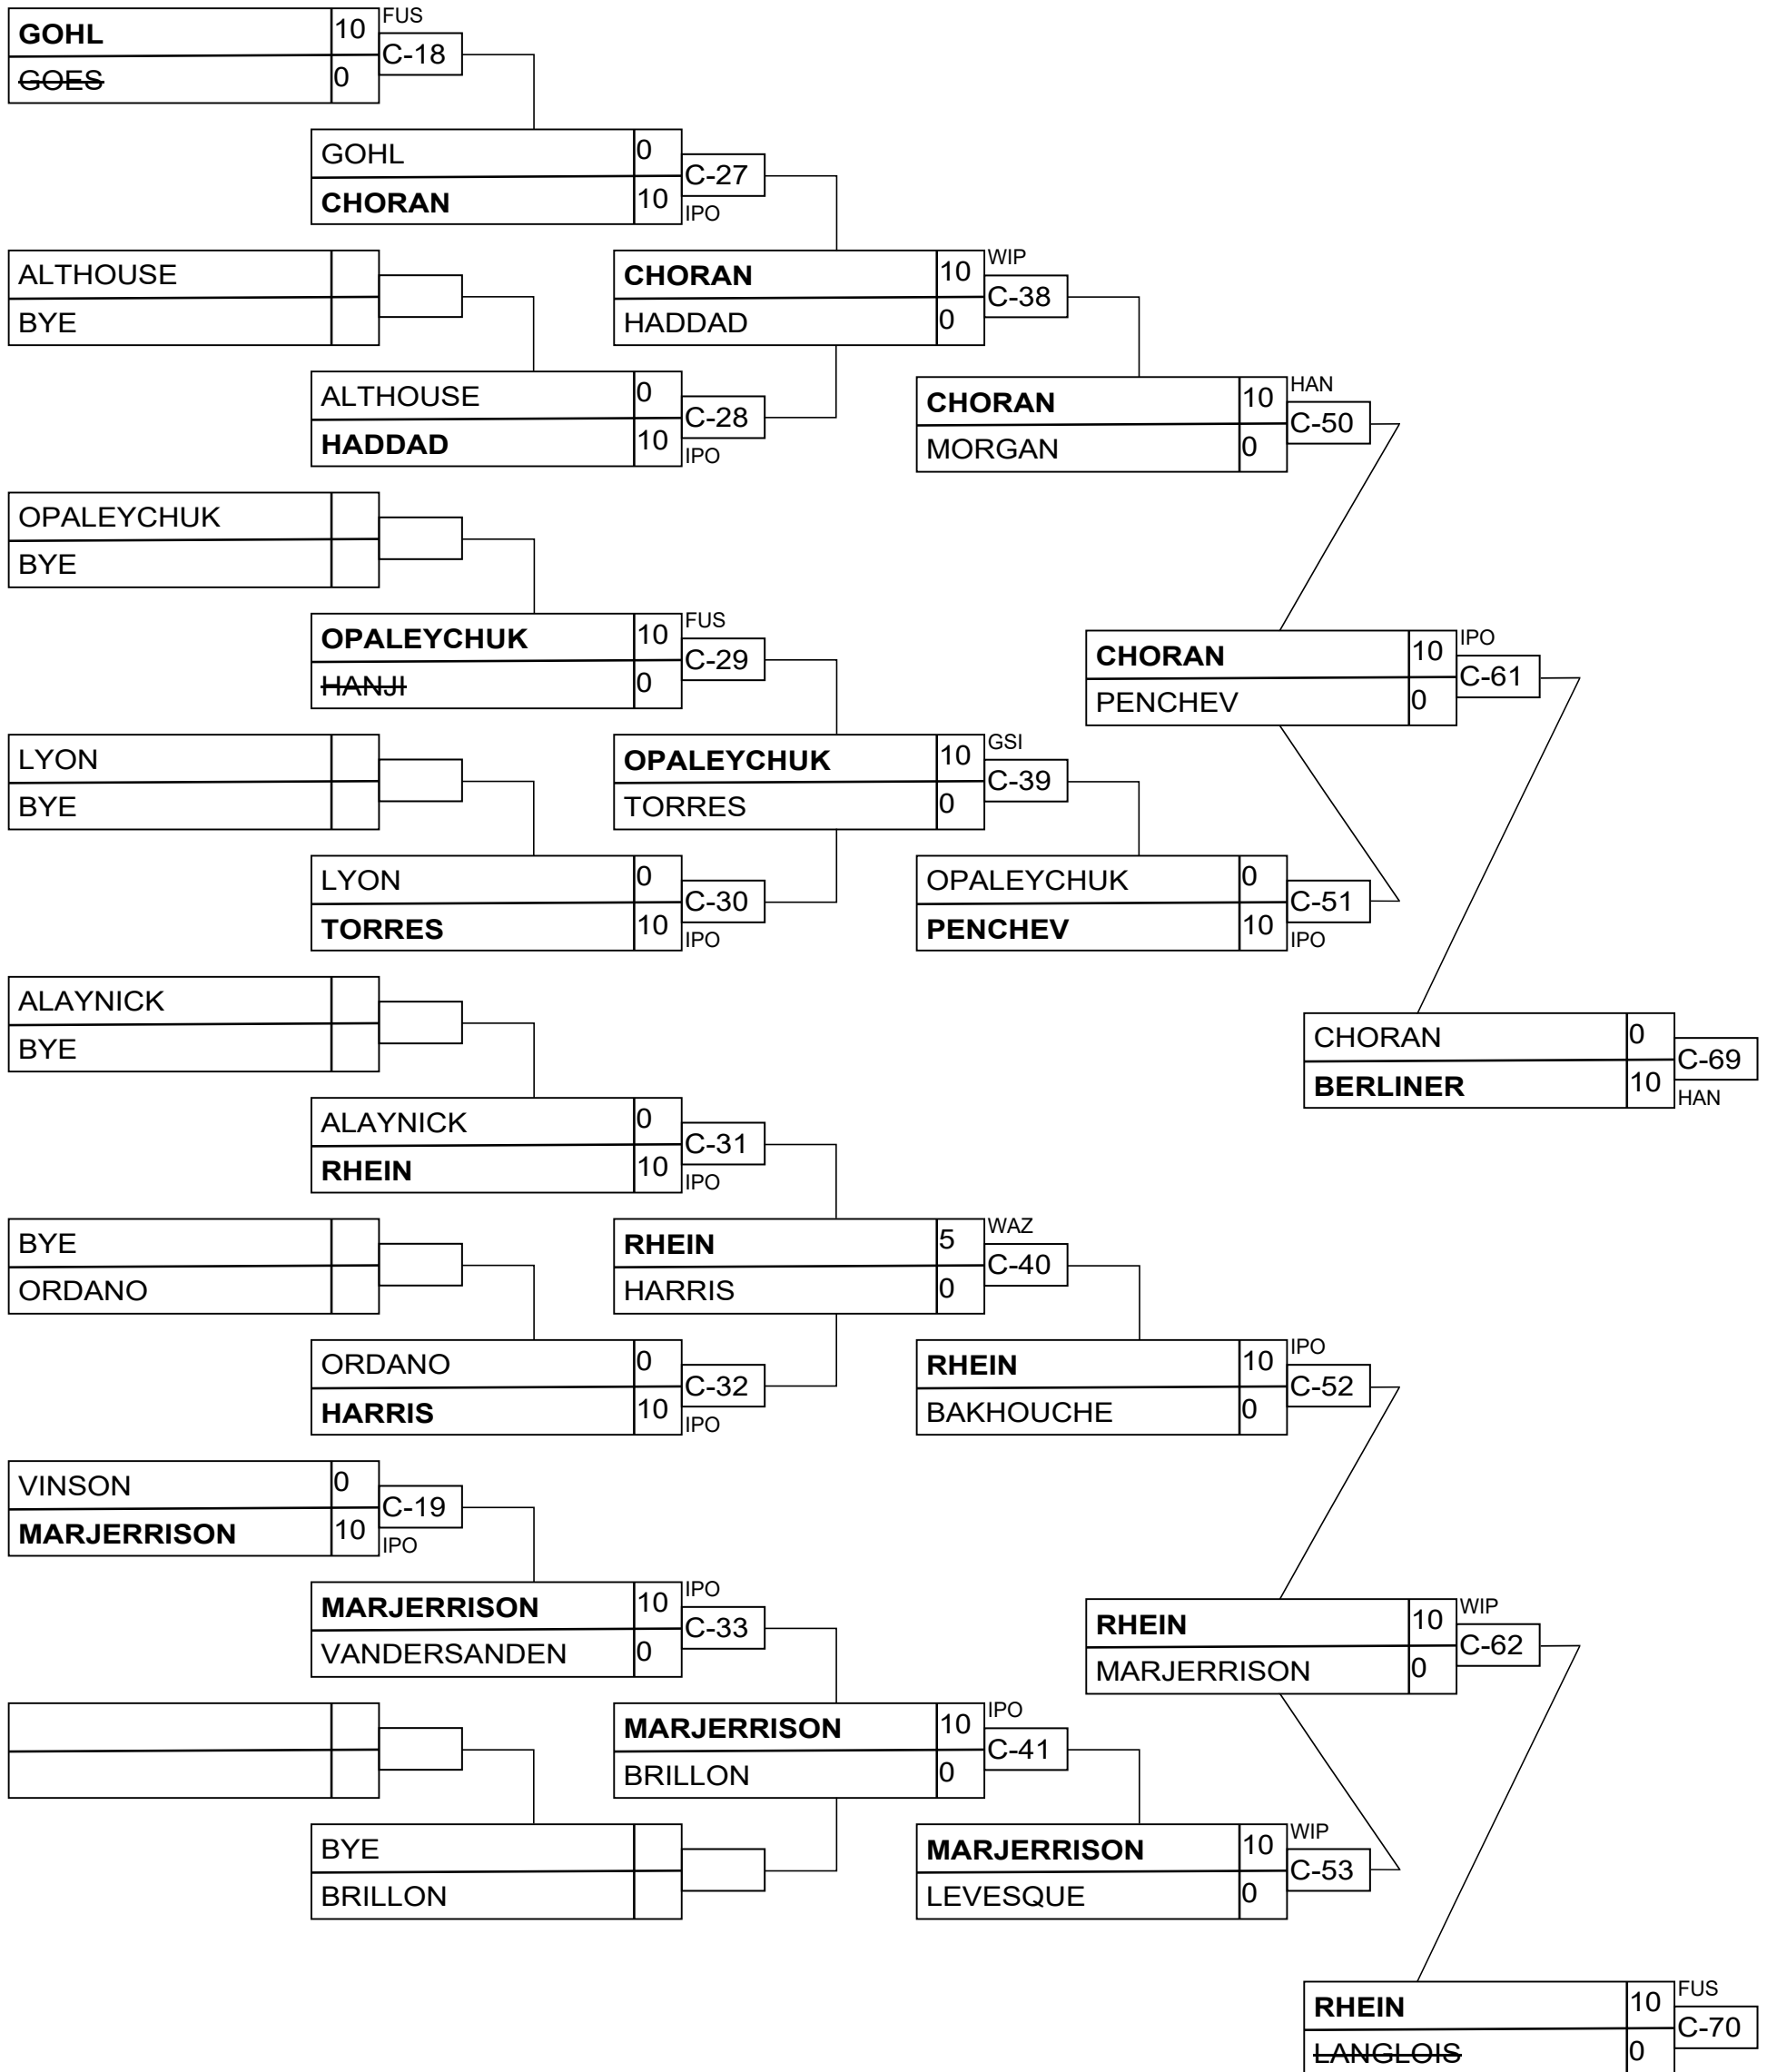 GOHL 10 FUS
C-18
GOES 0
GOHL 0
C-27
CHORAN 10 IPO
ALTHOUSE
BYE
CHORAN 10 WIP
C-38
HADDAD 0
ALTHOUSE 0
C-28
HADDAD 10 IPO
CHORAN 10 HAN
C-50
MORGAN 0
OPALEYCHUK
BYE
OPALEYCHUK 10 FUS
C-29
HANJI 0
CHORAN 10 IPO
C-61
PENCHEV 0
LYON
BYE
OPALEYCHUK 10 GSI
C-39
TORRES 0
LYON 0
C-30
TORRES 10 IPO
OPALEYCHUK 0
C-51
PENCHEV 10 IPO
ALAYNICK
BYE
CHORAN 0
C-69
BERLINER 10 HAN
ALAYNICK 0
C-31
RHEIN 10 IPO
BYE
ORDANO
RHEIN 5 WAZ
C-40
HARRIS 0
ORDANO 0
C-32
HARRIS 10 IPO
RHEIN 10 IPO
C-52
BAKHOUCHE 0
VINSON 0
C-19
MARJERRISON 10 IPO
MARJERRISON 10 IPO
C-33
VANDERSANDEN 0
RHEIN 10 WIP
C-62
MARJERRISON 0
MARJERRISON 10 IPO
C-41
BRILLON 0
BYE
BRILLON
MARJERRISON 10 WIP
C-53
LEVESQUE 0
RHEIN 10 FUS
C-70
LANGLOIS 0